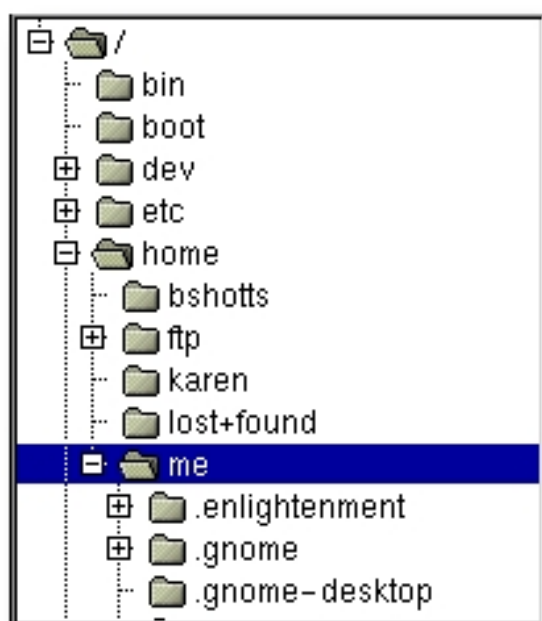 /
bin
boot
dev
etc
home
bshotts
ftp
karen
lost+found
me
.enlightenment
.gnome
.gnome-desktop